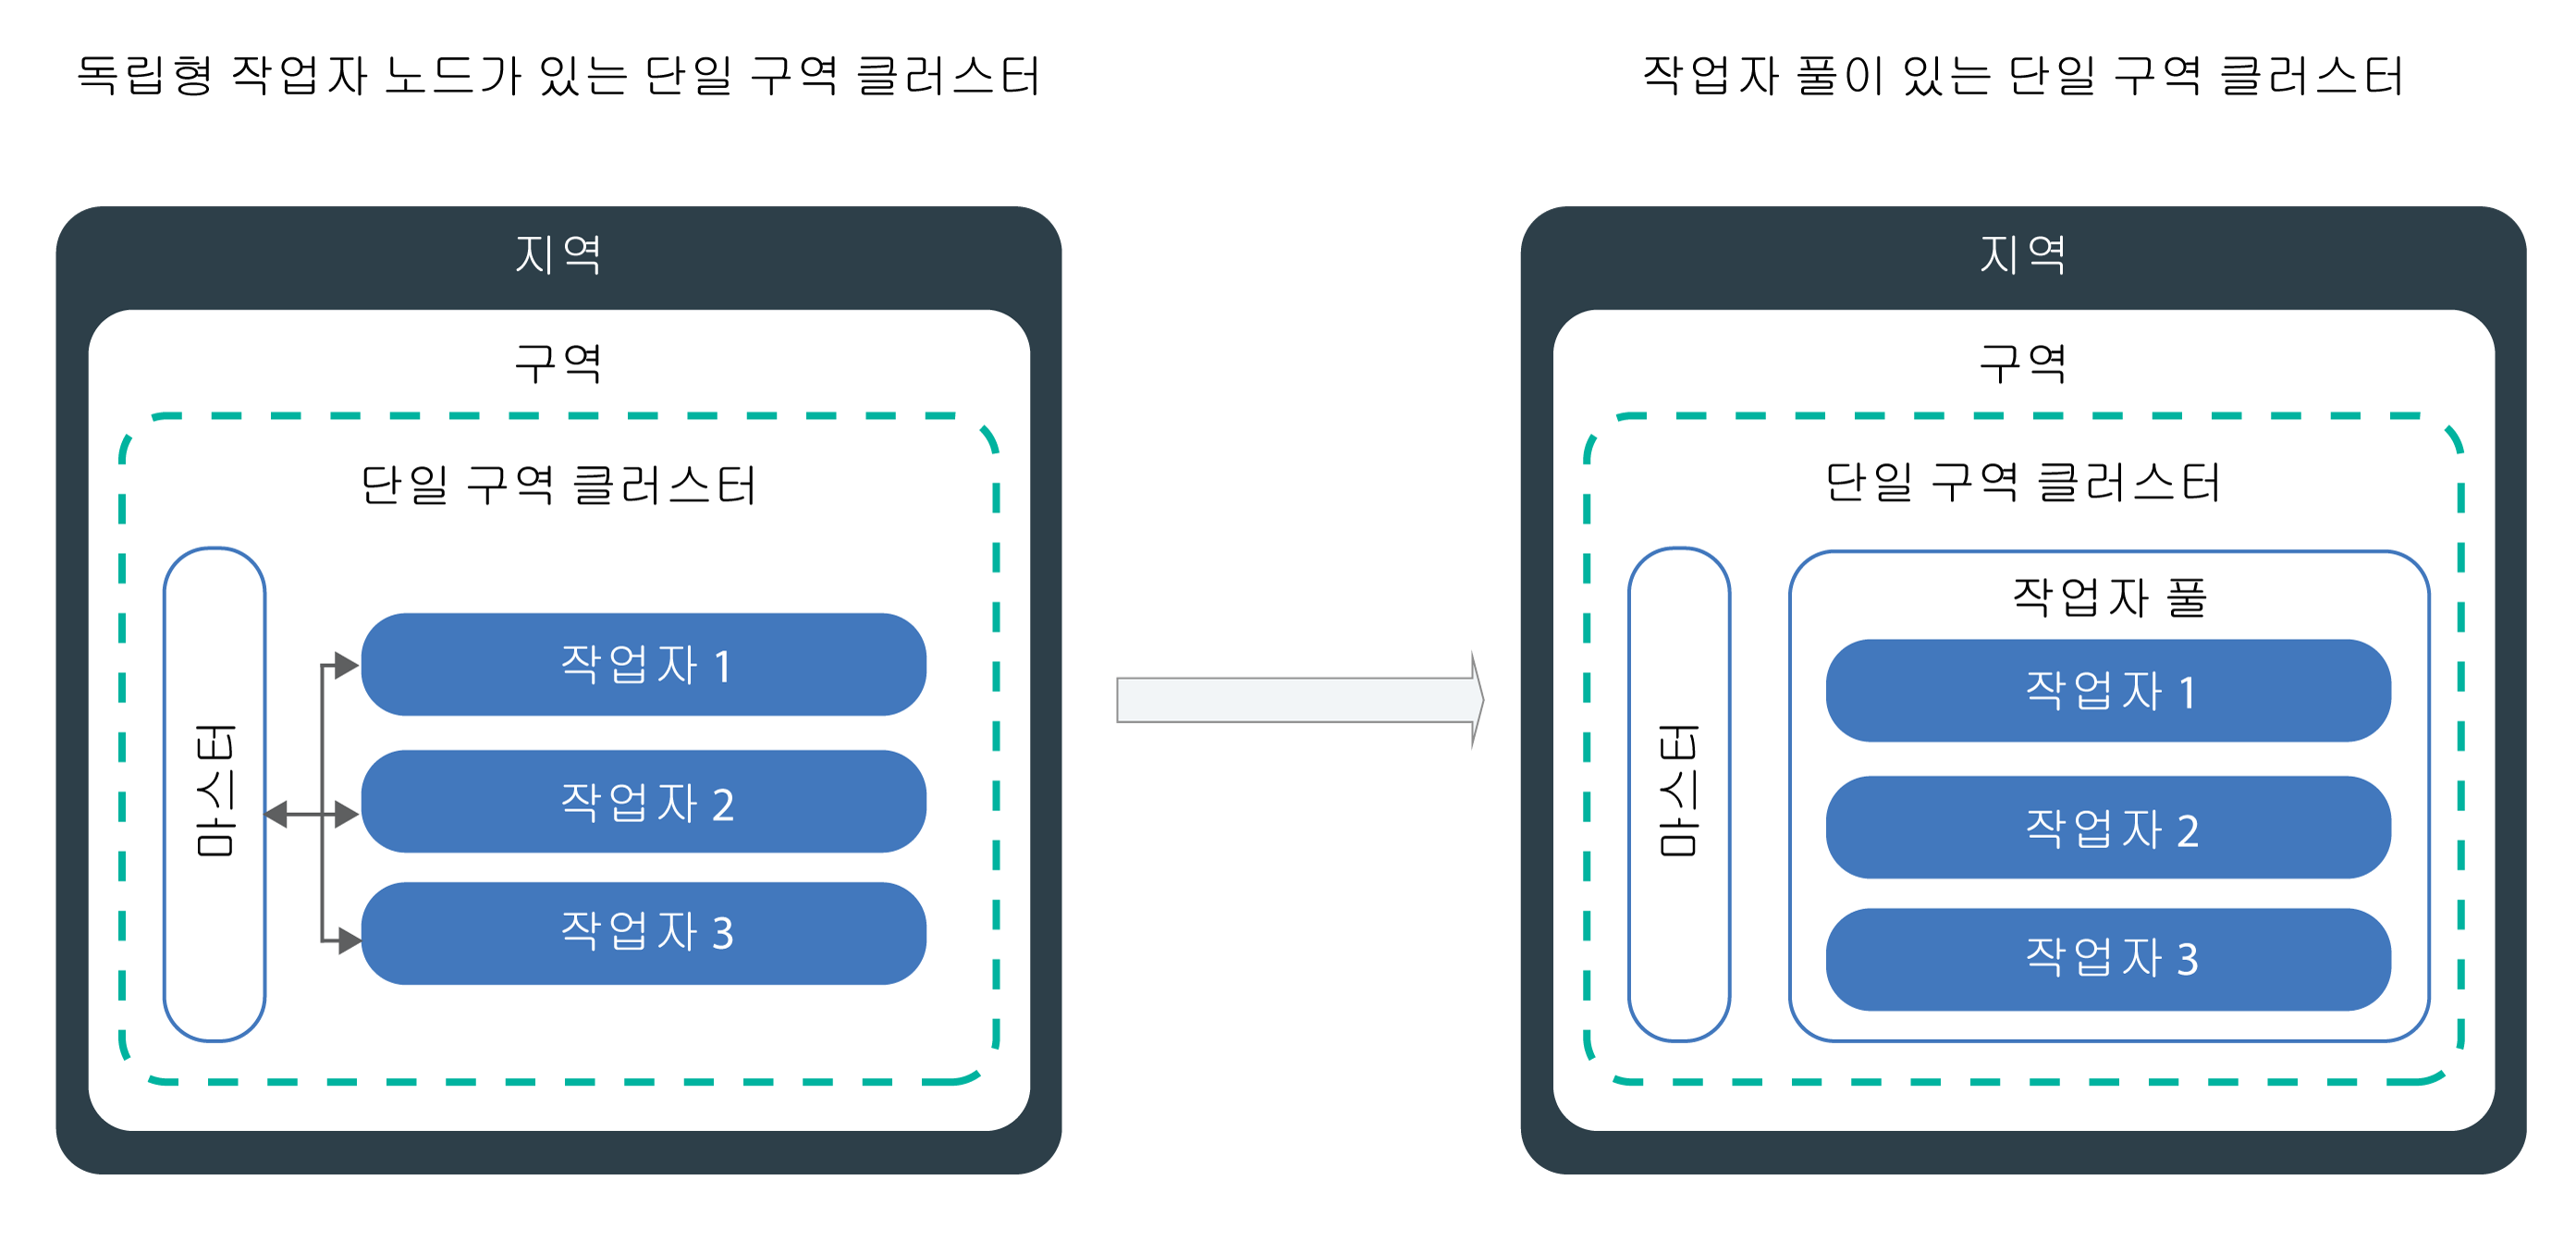 독립형 작업자 노드가 있는 단일 구역 클러스터
지역
구역
단일 구역 클러스터
마스터
작업자 1
작업자 2
작업자 3
작업자 풀이 있는 단일 구역 클러스터
지역
구역
단일 구역 클러스터
마스터
작업자 풀
작업자 1
작업자 2
작업자 3